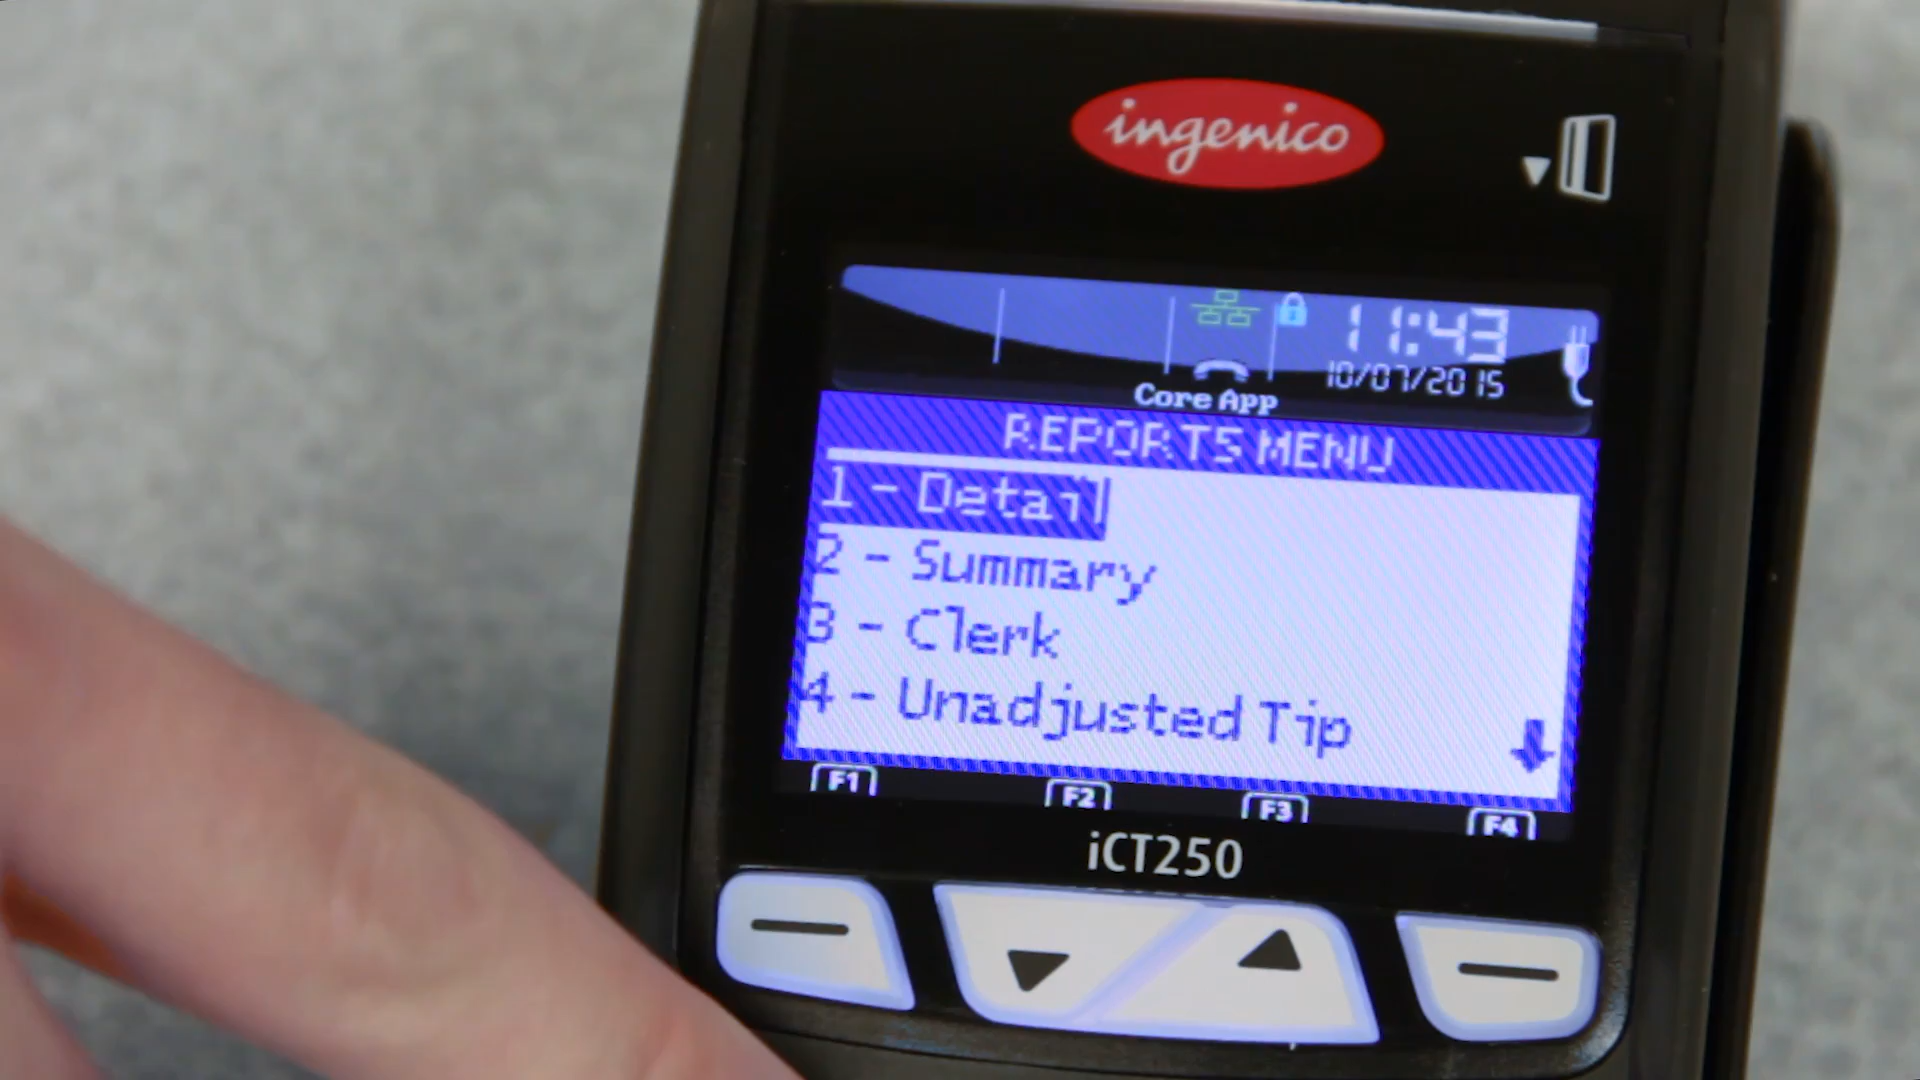 ingenico
11:43
10/07/2015
Core App
REPORTS MENU
1 - Detail
2 - Summary
3 - Clerk
4 - Unadjusted Tip
F1 F2 F3 F4
iCT250